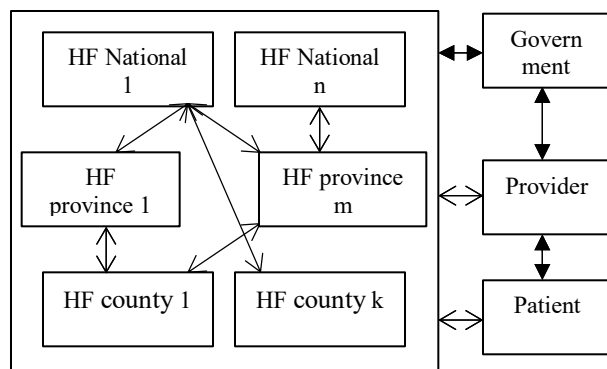 HF National
1
HF National
n
Govern
ment
HF
province 1
HF province
m
Provider
HF county 1
HF county k
Patient